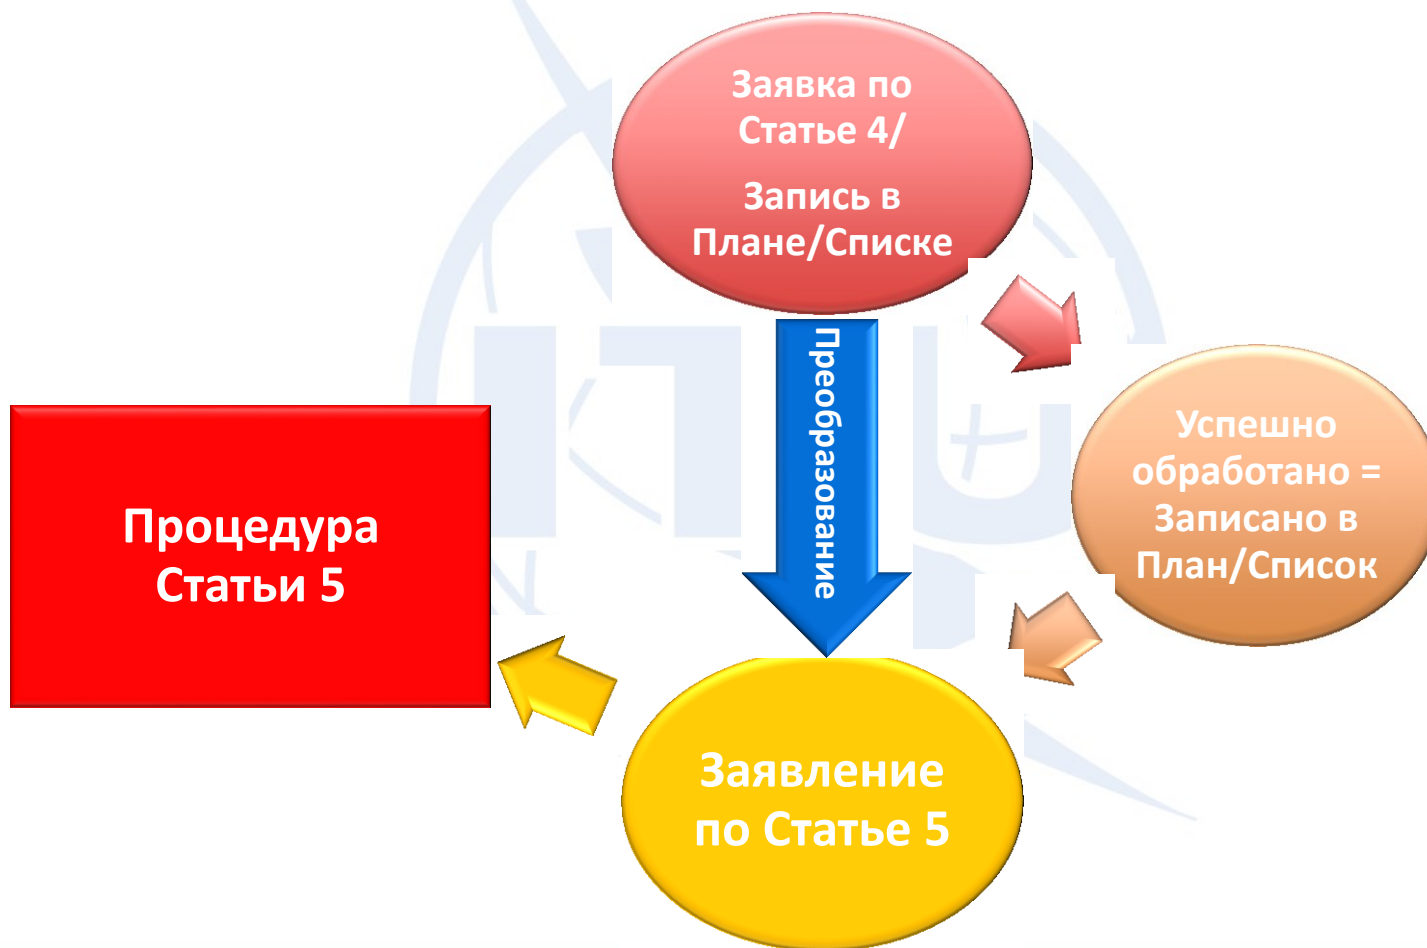 Заявка по
Статье 4/
Запись в
Плане/Списке
Преобразование
Успешно
обработано =
Записано в
План/Список
Процедура
Статьи 5
Заявление
по Статье 5
ITU